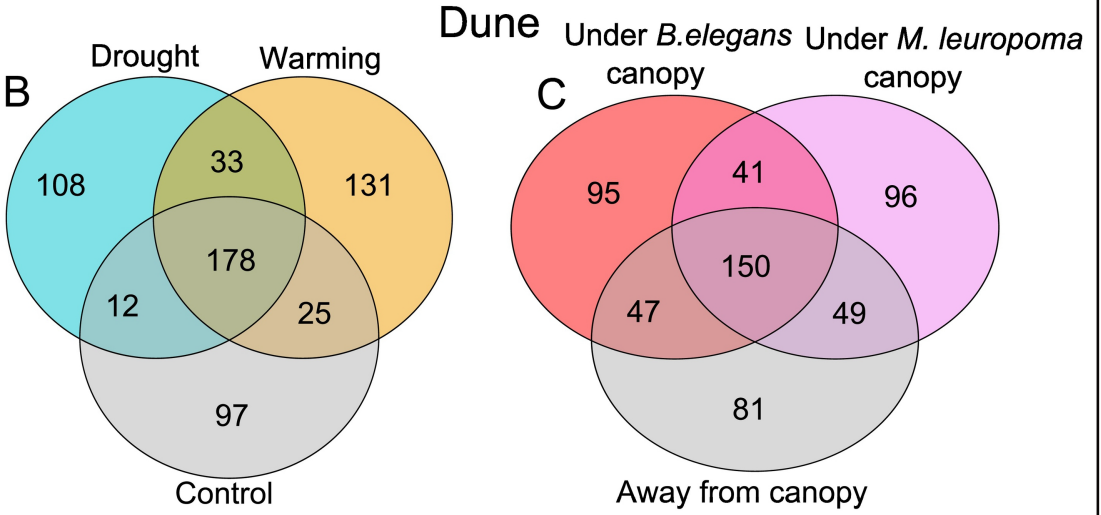 Dune
B
Drought
Warming
108
33
131
178
12
25
97
Control
C
Under B.elegans
canopy
Under M. leuropoma
canopy
95
41
96
150
47
49
81
Away from canopy